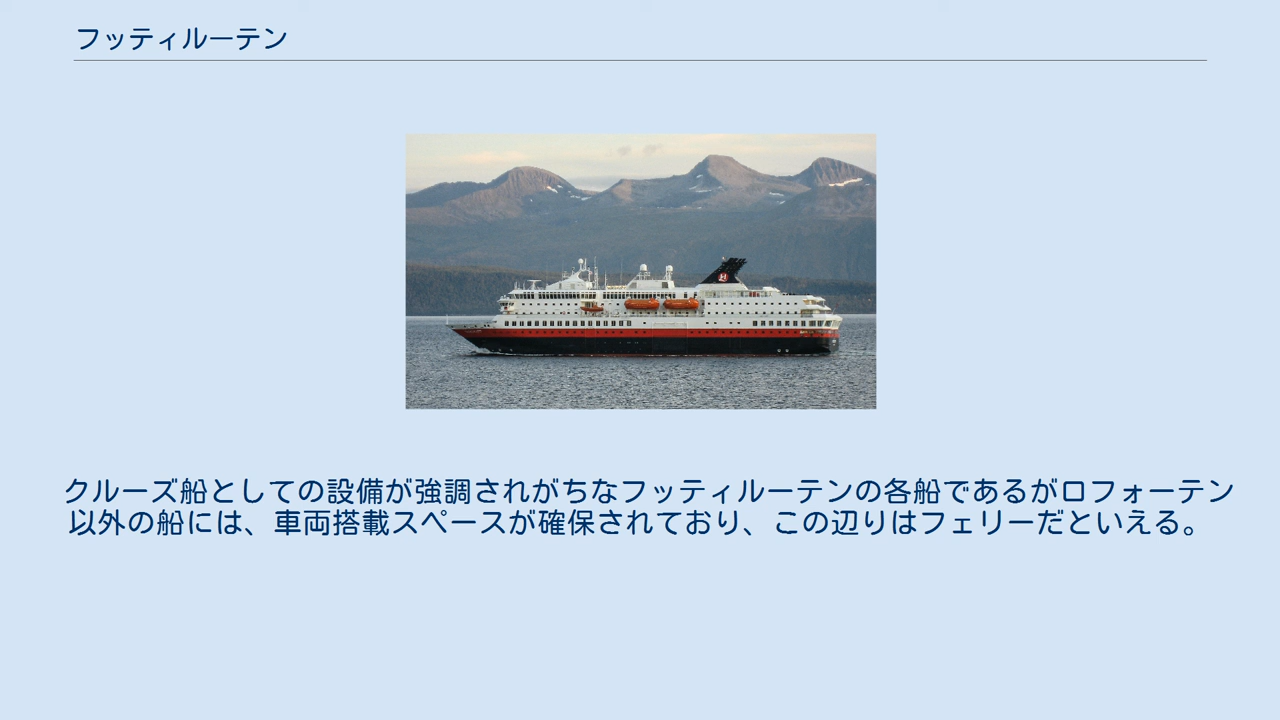 フッティルーテン
クルーズ船としての設備が強調されがちなフッティルーテンの各船であるがロフォーテン
以外の船には、車両搭載スペースが確保されており、この辺りはフェリーだといえる。